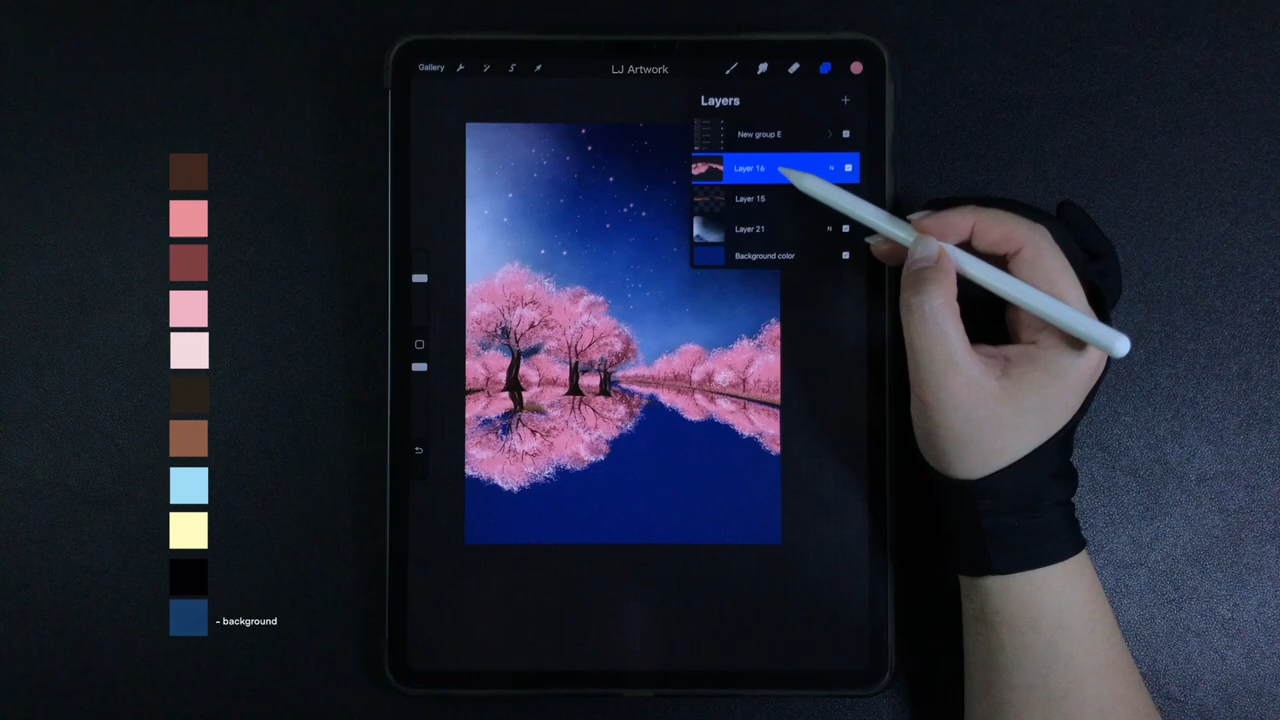 Gallery
LJ Artwork
Layers
New group E
Layer 16 N
Layer 15
Layer 21 N
Background color
- background